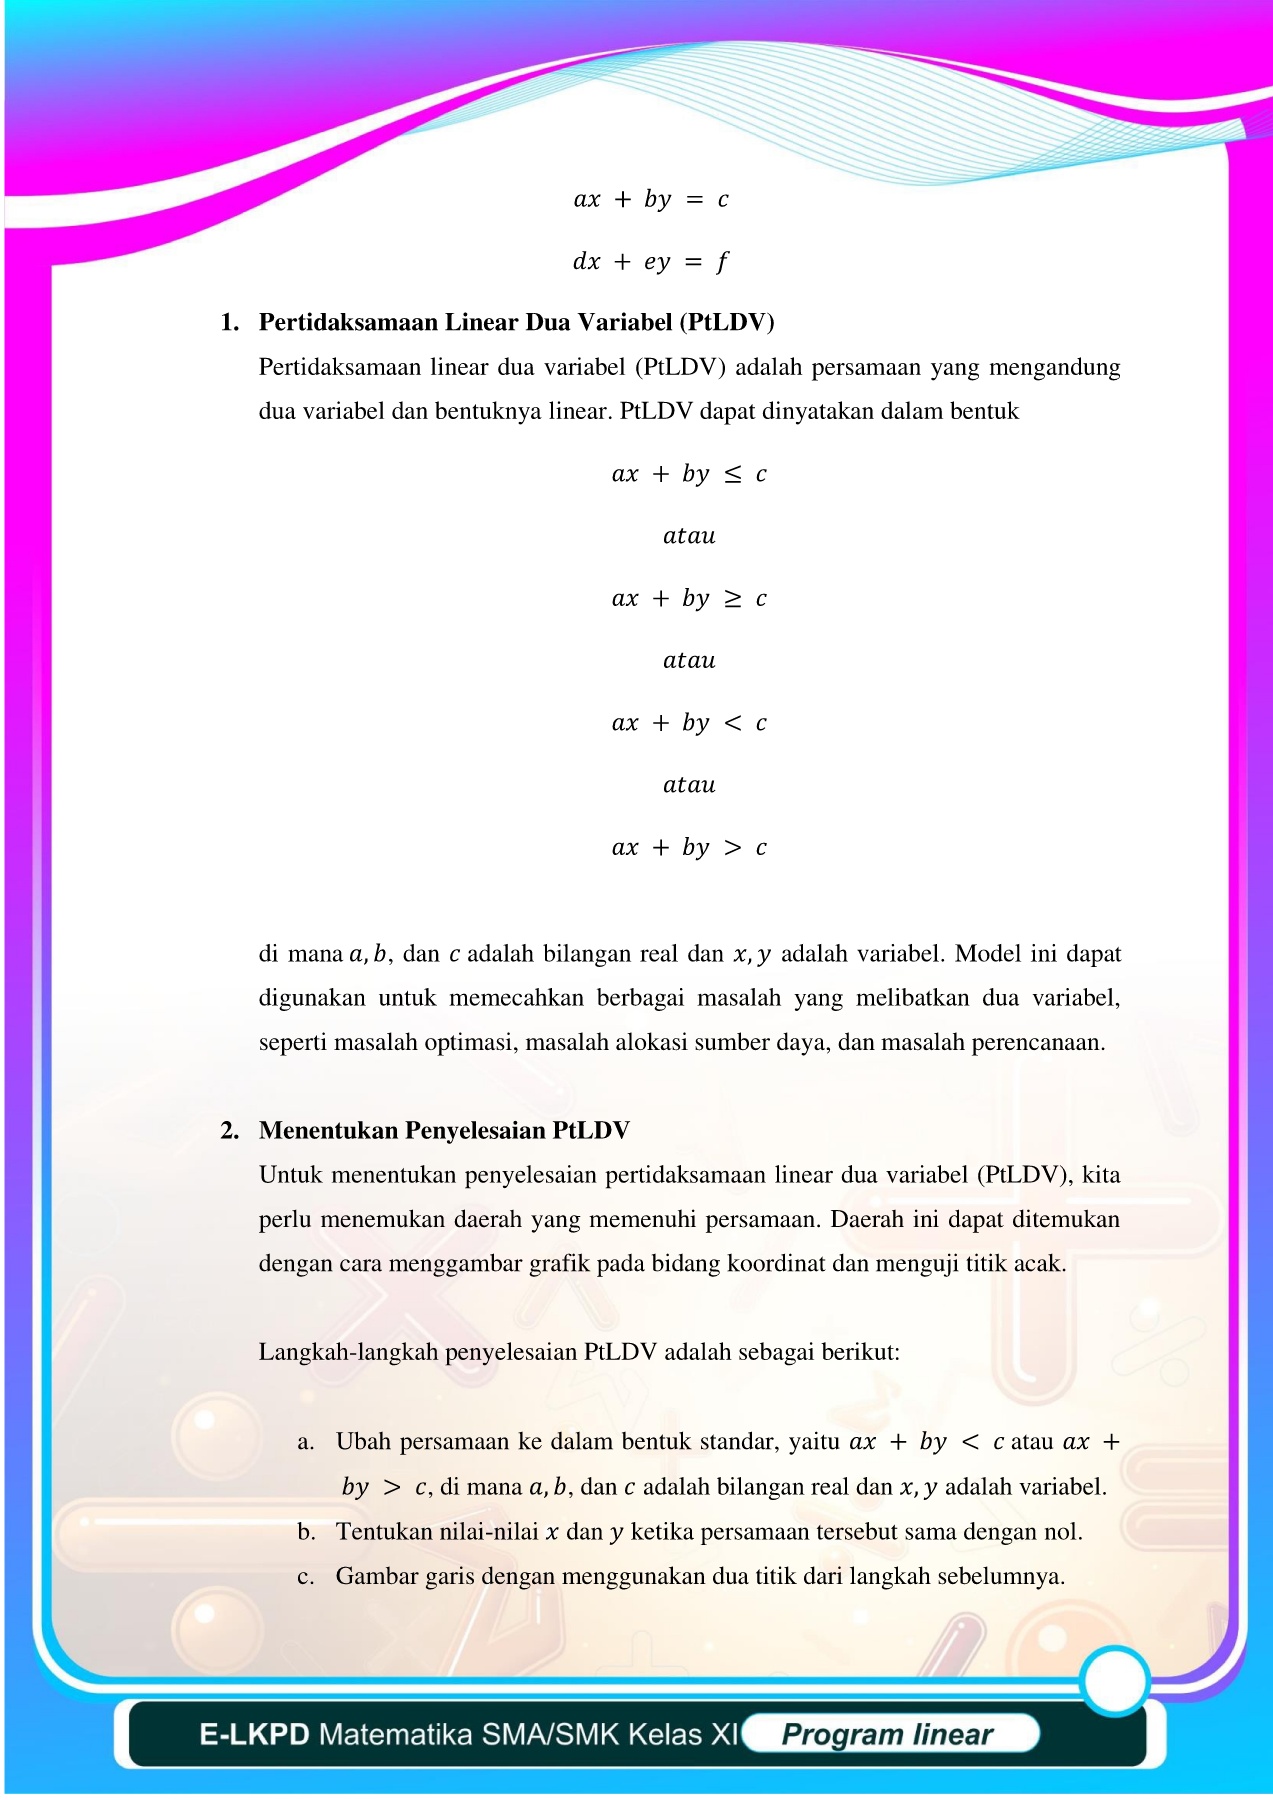 ax + by = c
dx + ey = f
1. Pertidaksamaan Linear Dua Variabel (PtLDV)
Pertidaksamaan linear dua variabel (PtLDV) adalah persamaan yang mengandung
dua variabel dan bentuknya linear. PtLDV dapat dinyatakan dalam bentuk
ax + by ≤ c
atau
ax + by ≥ c
atau
ax + by < c
atau
ax + by > c
di mana a, b, dan c adalah bilangan real dan x, y adalah variabel. Model ini dapat
digunakan untuk memecahkan berbagai masalah yang melibatkan dua variabel,
seperti masalah optimasi, masalah alokasi sumber daya, dan masalah perencanaan.
2. Menentukan Penyelesaian PtLDV
Untuk menentukan penyelesaian pertidaksamaan linear dua variabel (PtLDV), kita
perlu menemukan daerah yang memenuhi persamaan. Daerah ini dapat ditemukan
dengan cara menggambar grafik pada bidang koordinat dan menguji titik acak.
Langkah-langkah penyelesaian PtLDV adalah sebagai berikut:
a. Ubah persamaan ke dalam bentuk standar, yaitu ax + by < c atau ax +
by > c, di mana a, b, dan c adalah bilangan real dan x, y adalah variabel.
b. Tentukan nilai-nilai x dan y ketika persamaan tersebut sama dengan nol.
c. Gambar garis dengan menggunakan dua titik dari langkah sebelumnya.
E-LKPD Matematika SMA/SMK Kelas XI Program linear